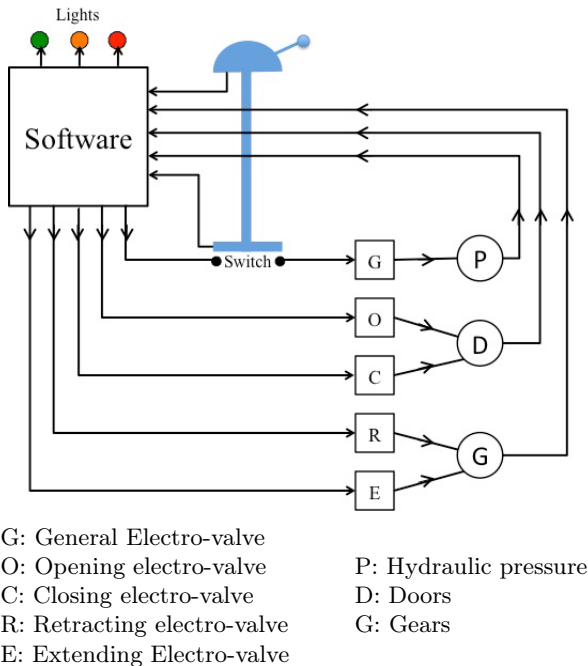 Lights
Software
Switch
G
P
O
D
C
R
G
E
G: General Electro-valve
O: Opening electro-valve
P: Hydraulic pressure
C: Closing electro-valve
D: Doors
R: Retracting electro-valve
G: Gears
E: Extending Electro-valve